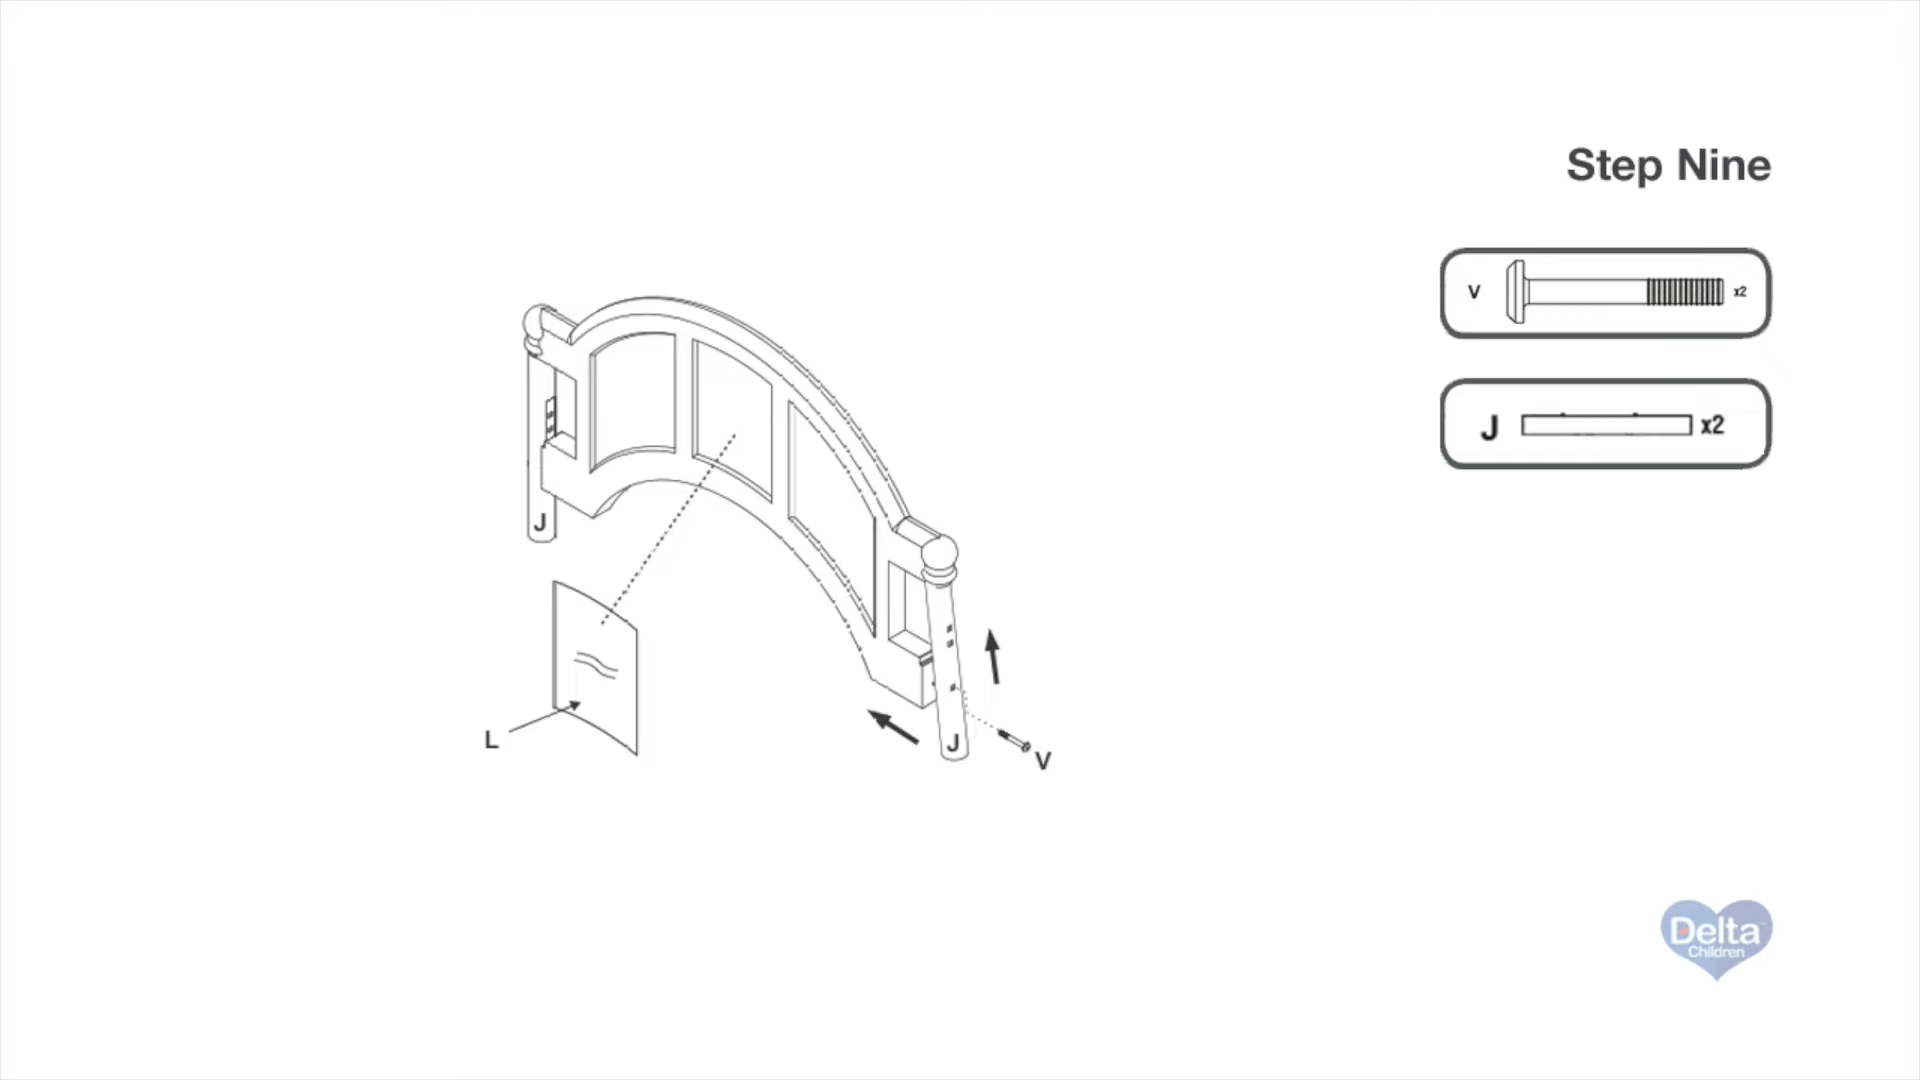 Step Nine
V x2
J x2
J
L
J
V
Delta
Children